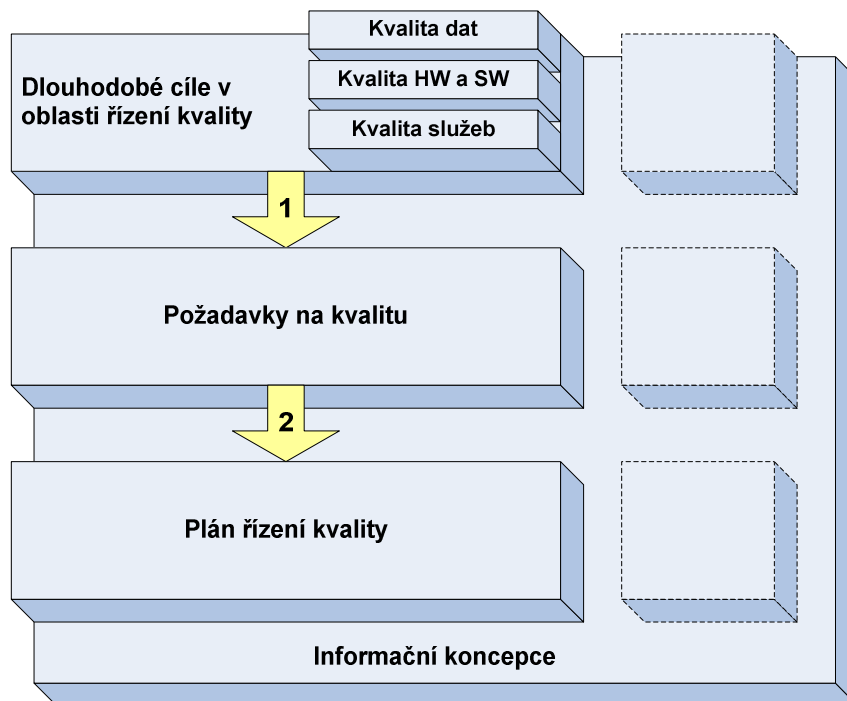 Kvalita dat
Kvalita HW a SW
Kvalita služeb
Dlouhodobé cíle v
oblasti řízení kvality
1
Požadavky na kvalitu
2
Plán řízení kvality
Informační koncepce